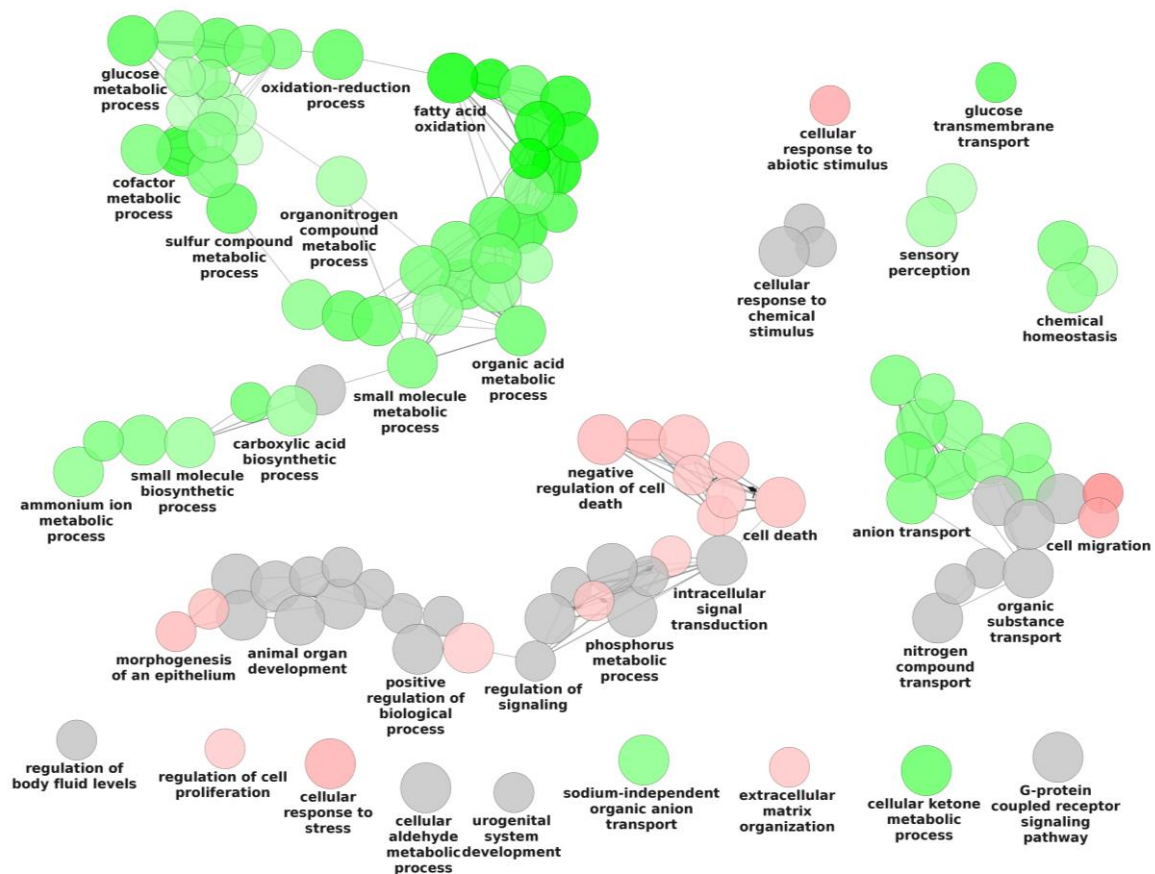 glucose
metabolic
process
oxidation-reduction
process
fatty acid
oxidation
cellular
response to
abiotic stimulus
glucose
transmembrane
transport
cofactor
metabolic
process
organonitrogen
compound
metabolic
process
sulfur compound
metabolic
process
sensory
perception
cellular
response to
chemical
stimulus
chemical
homeostasis
organic acid
metabolic
process
small molecule
metabolic
process
carboxylic acid
biosynthetic
process
small molecule
biosynthetic
process
ammonium ion
metabolic
process
negative
regulation of cell
death
cell death
anion transport
cell migration
intracellular
signal
transduction
organic
substance
transport
nitrogen
compound
transport
morphogenesis
of an epithelium
animal organ
development
positive
regulation of
biological
process
regulation of
signaling
phosphorus
metabolic
process
regulation of
body fluid levels
regulation of cell
proliferation
cellular
response to
stress
cellular
aldehyde
metabolic
process
urogenital
system
development
sodium-independent
organic anion
transport
extracellular
matrix
organization
cellular ketone
metabolic
process
G-protein
coupled receptor
signaling
pathway